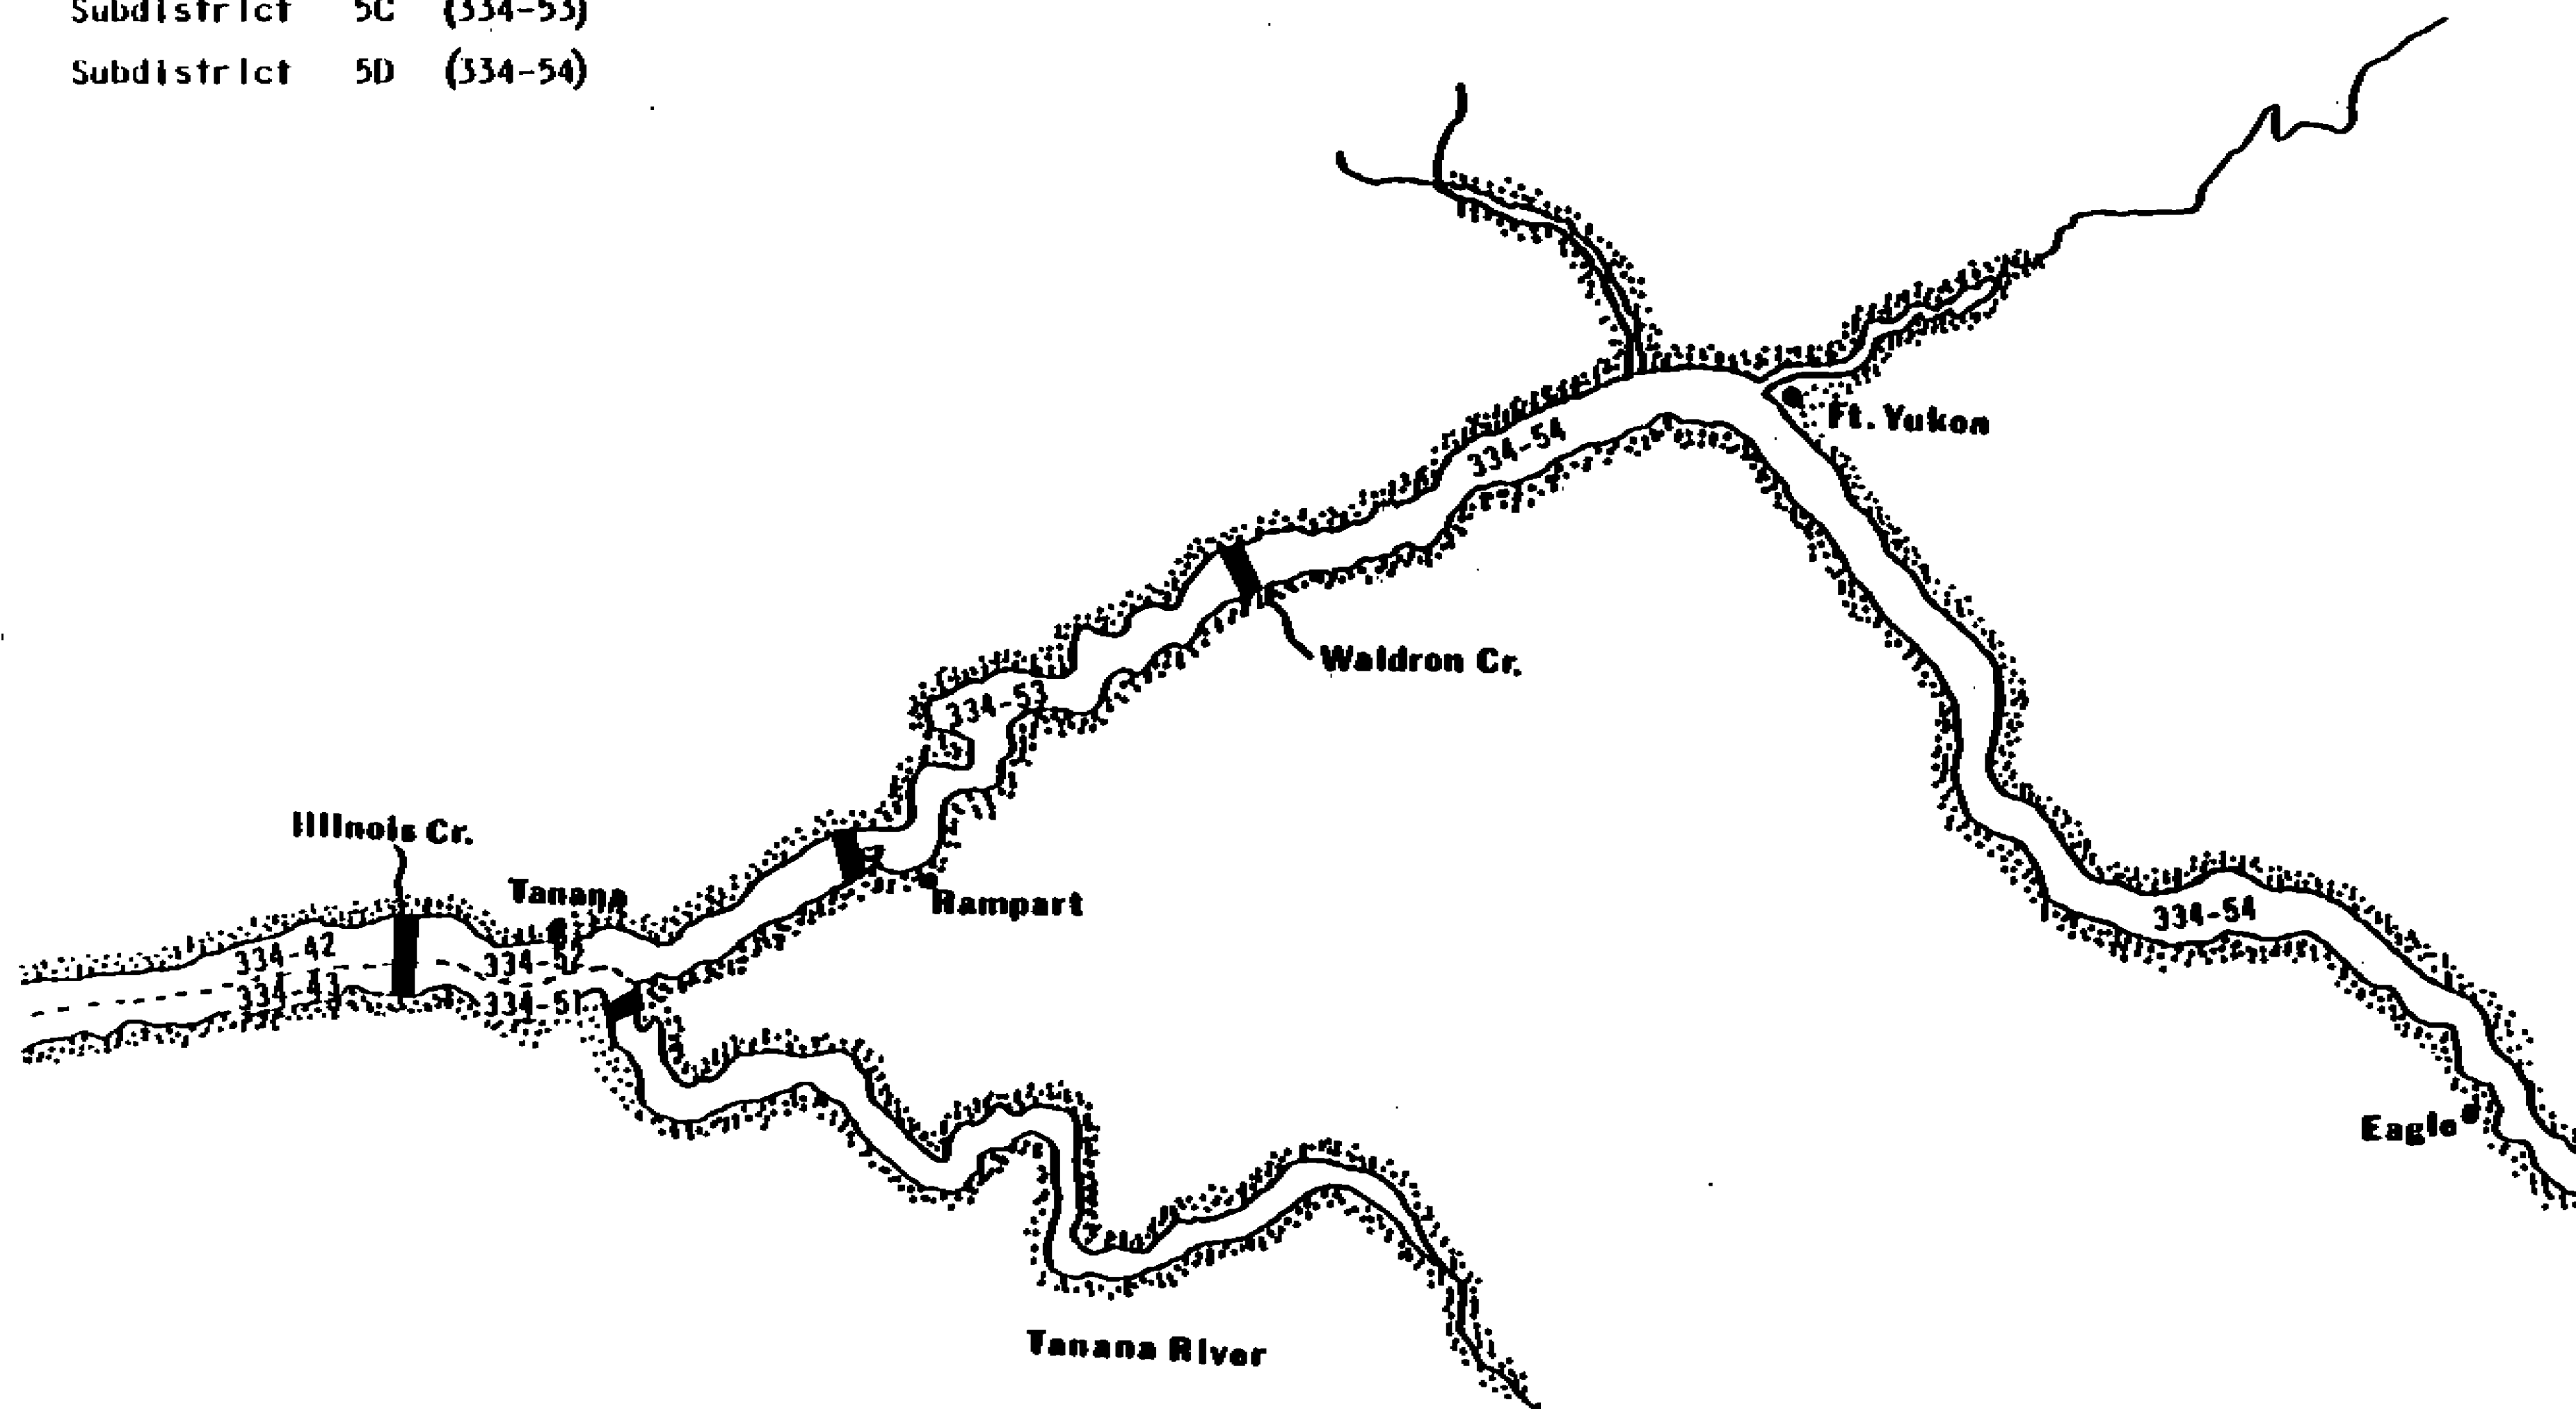 Subdistrict 5C (334-53)
Subdistrict 5D (334-54)
Ft. Yukon
334-54
Waldron Cr.
334-53
Illinois Cr.
Tanana
Rampart
334-54
334-42
334-52
334-43
334-51
Eagle
Tanana River